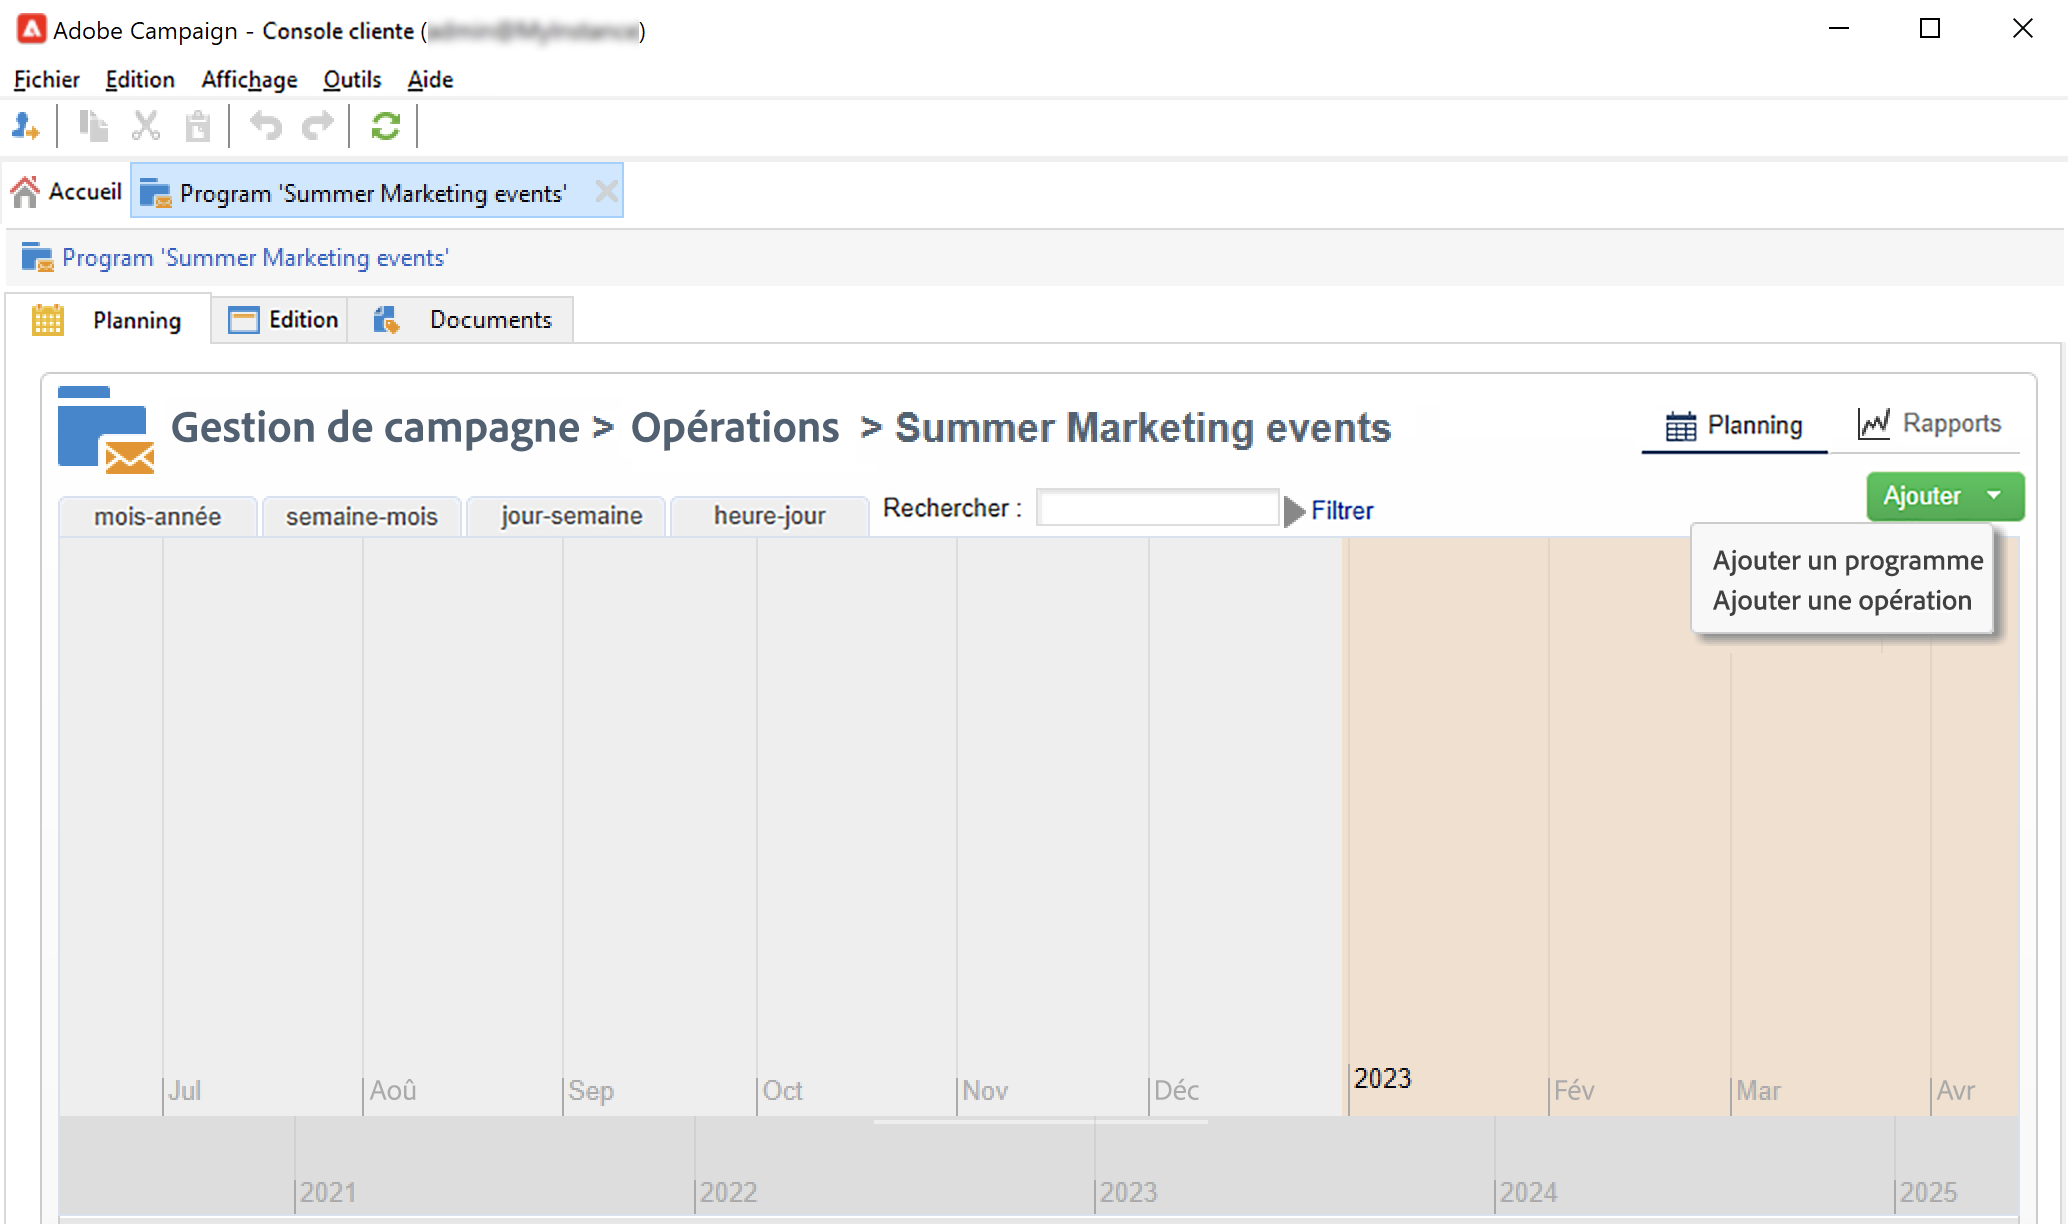 Adobe Campaign - Console cliente ( )
Fichier Edition Affichage Outils Aide
Accueil Program 'Summer Marketing events'
Program 'Summer Marketing events'
Planning Edition Documents
Gestion de campagne > Opérations > Summer Marketing events
Planning Rapports
mois-année semaine-mois jour-semaine heure-jour Rechercher : Filtrer
Ajouter
Ajouter un programme
Ajouter une opération
Jul Aoû Sep Oct Nov Déc 2023 Fév Mar Avr
2021 2022 2023 2024 2025